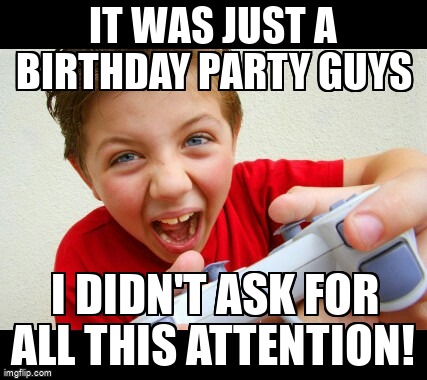 IT WAS JUST A
BIRTHDAY PARTY GUYS
I DIDN'T ASK FOR
ALL THIS ATTENTION!
imgflip.com